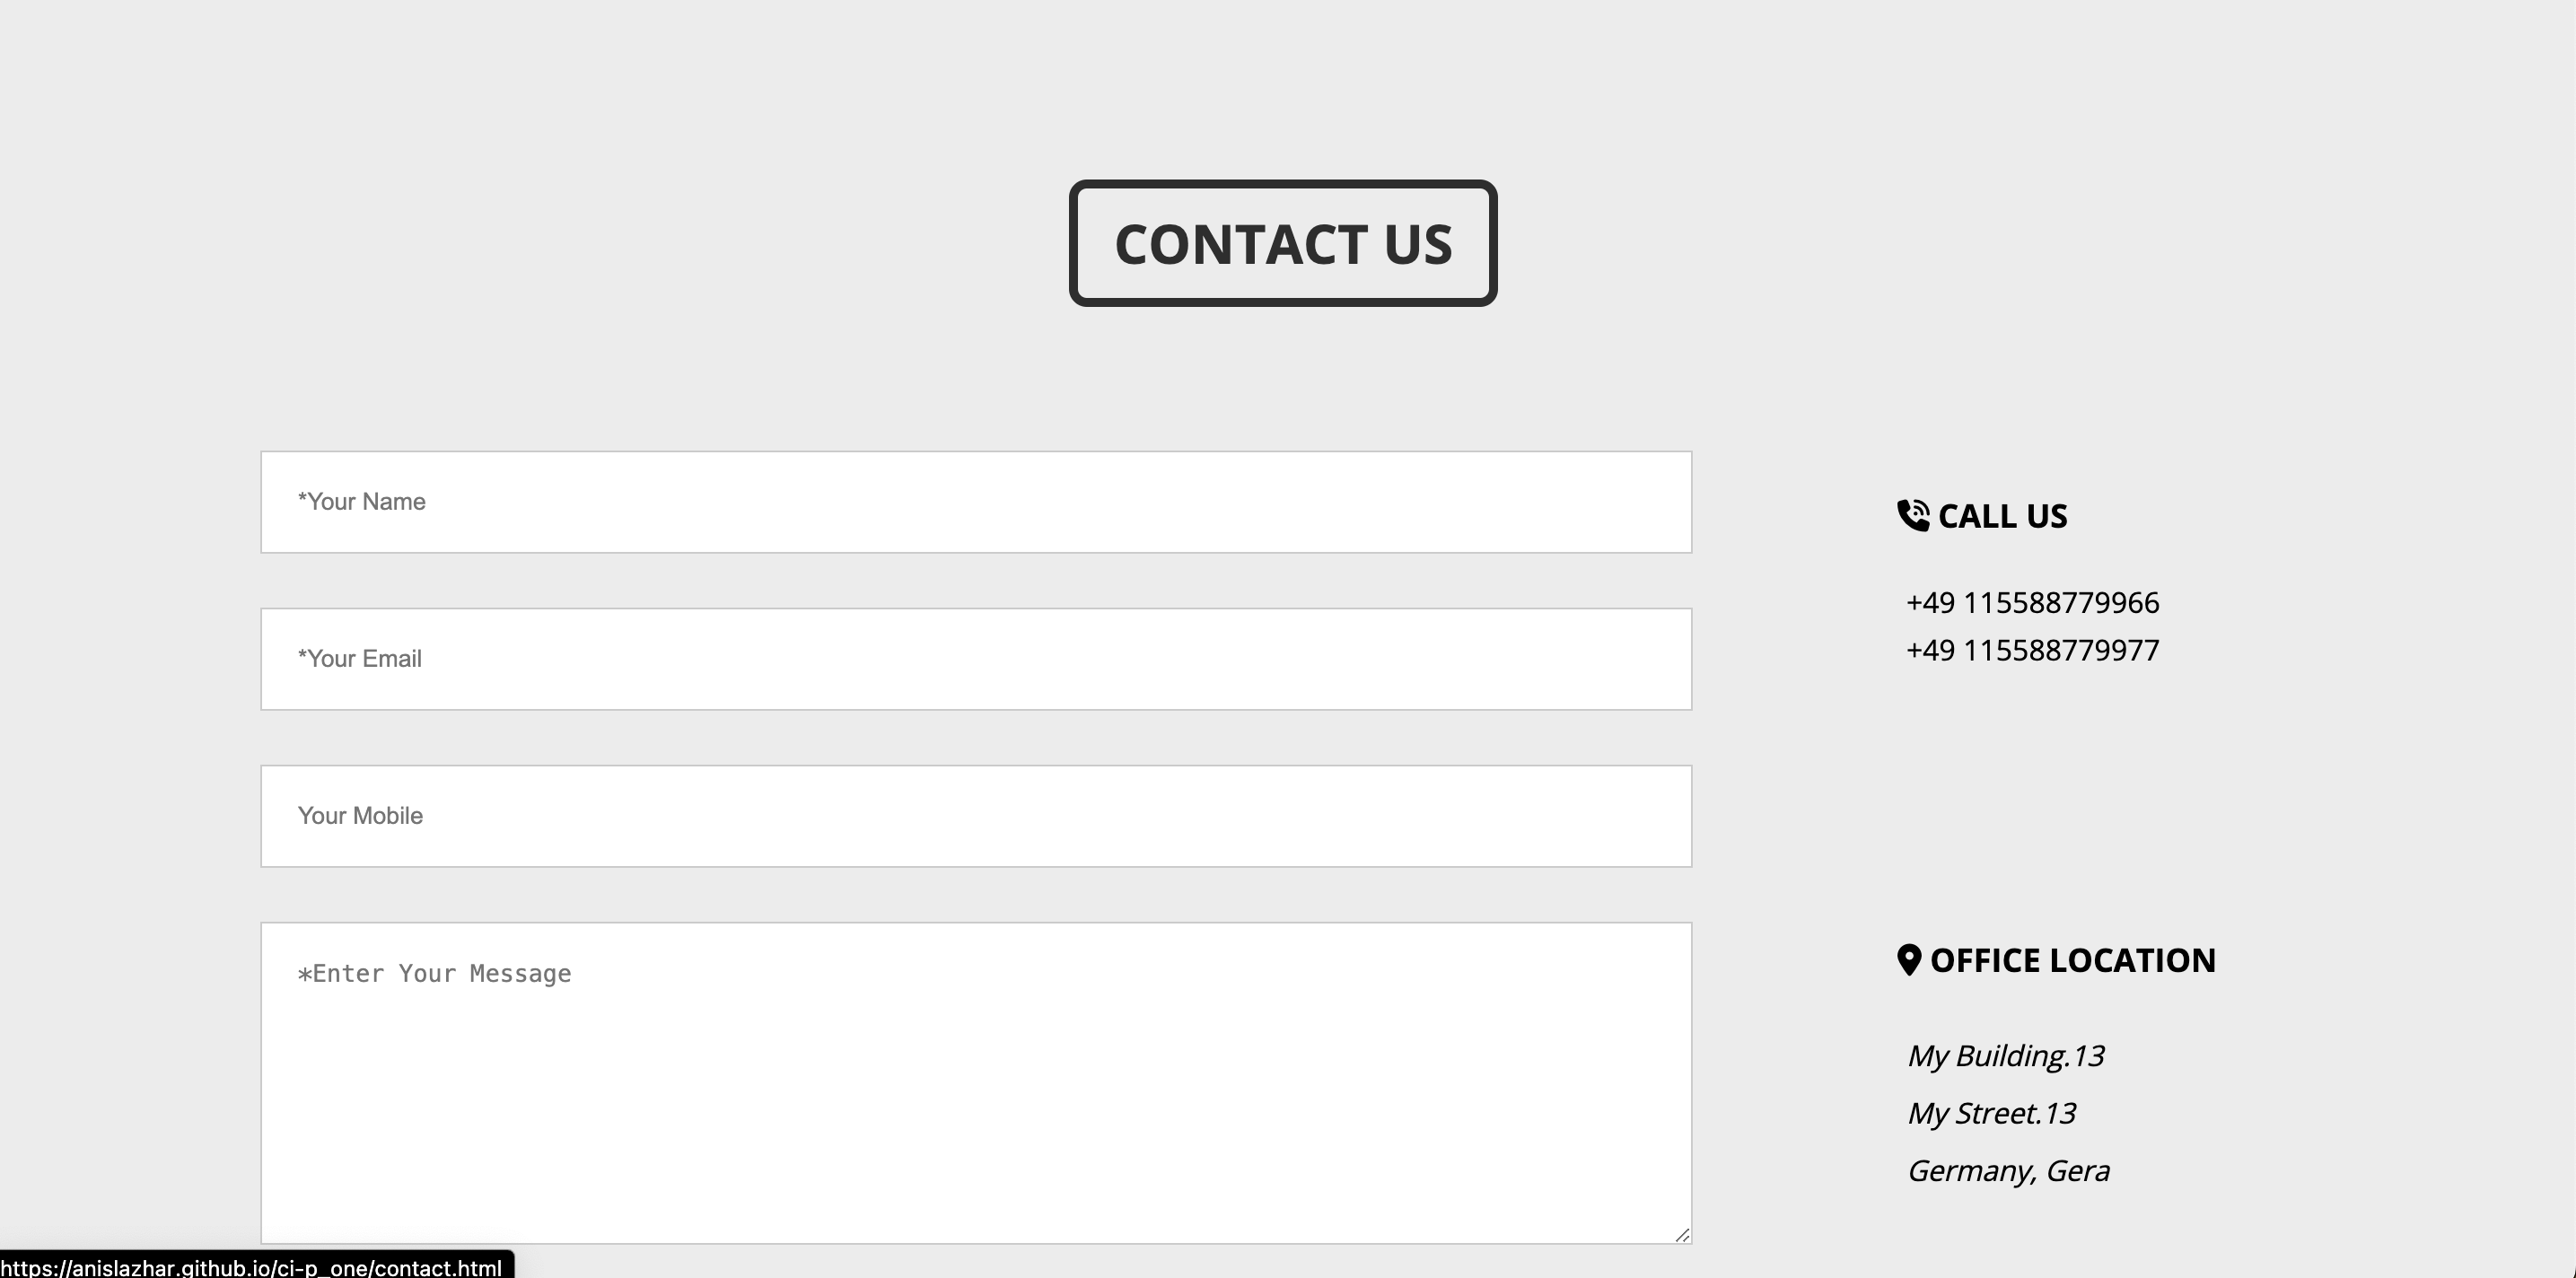 CONTACT US
*Your Name
*Your Email
Your Mobile
*Enter Your Message
CALL US
+49 115588779966
+49 115588779977
OFFICE LOCATION
My Building.13
My Street.13
Germany, Gera
https://anislazhar.github.io/ci-p_one/contact.html